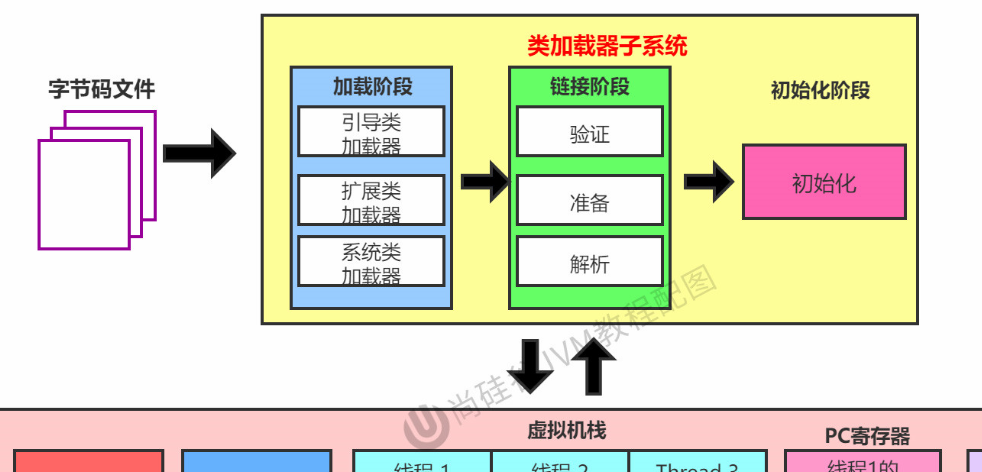 类加载器子系统
字节码文件
加载阶段
引导类
加载器
扩展类
加载器
系统类
加载器
链接阶段
验证
准备
解析
初始化阶段
初始化
尚硅谷JVM教程配图
虚拟机栈
PC寄存器
线程 1
线程 2
Thread 3
线程1的